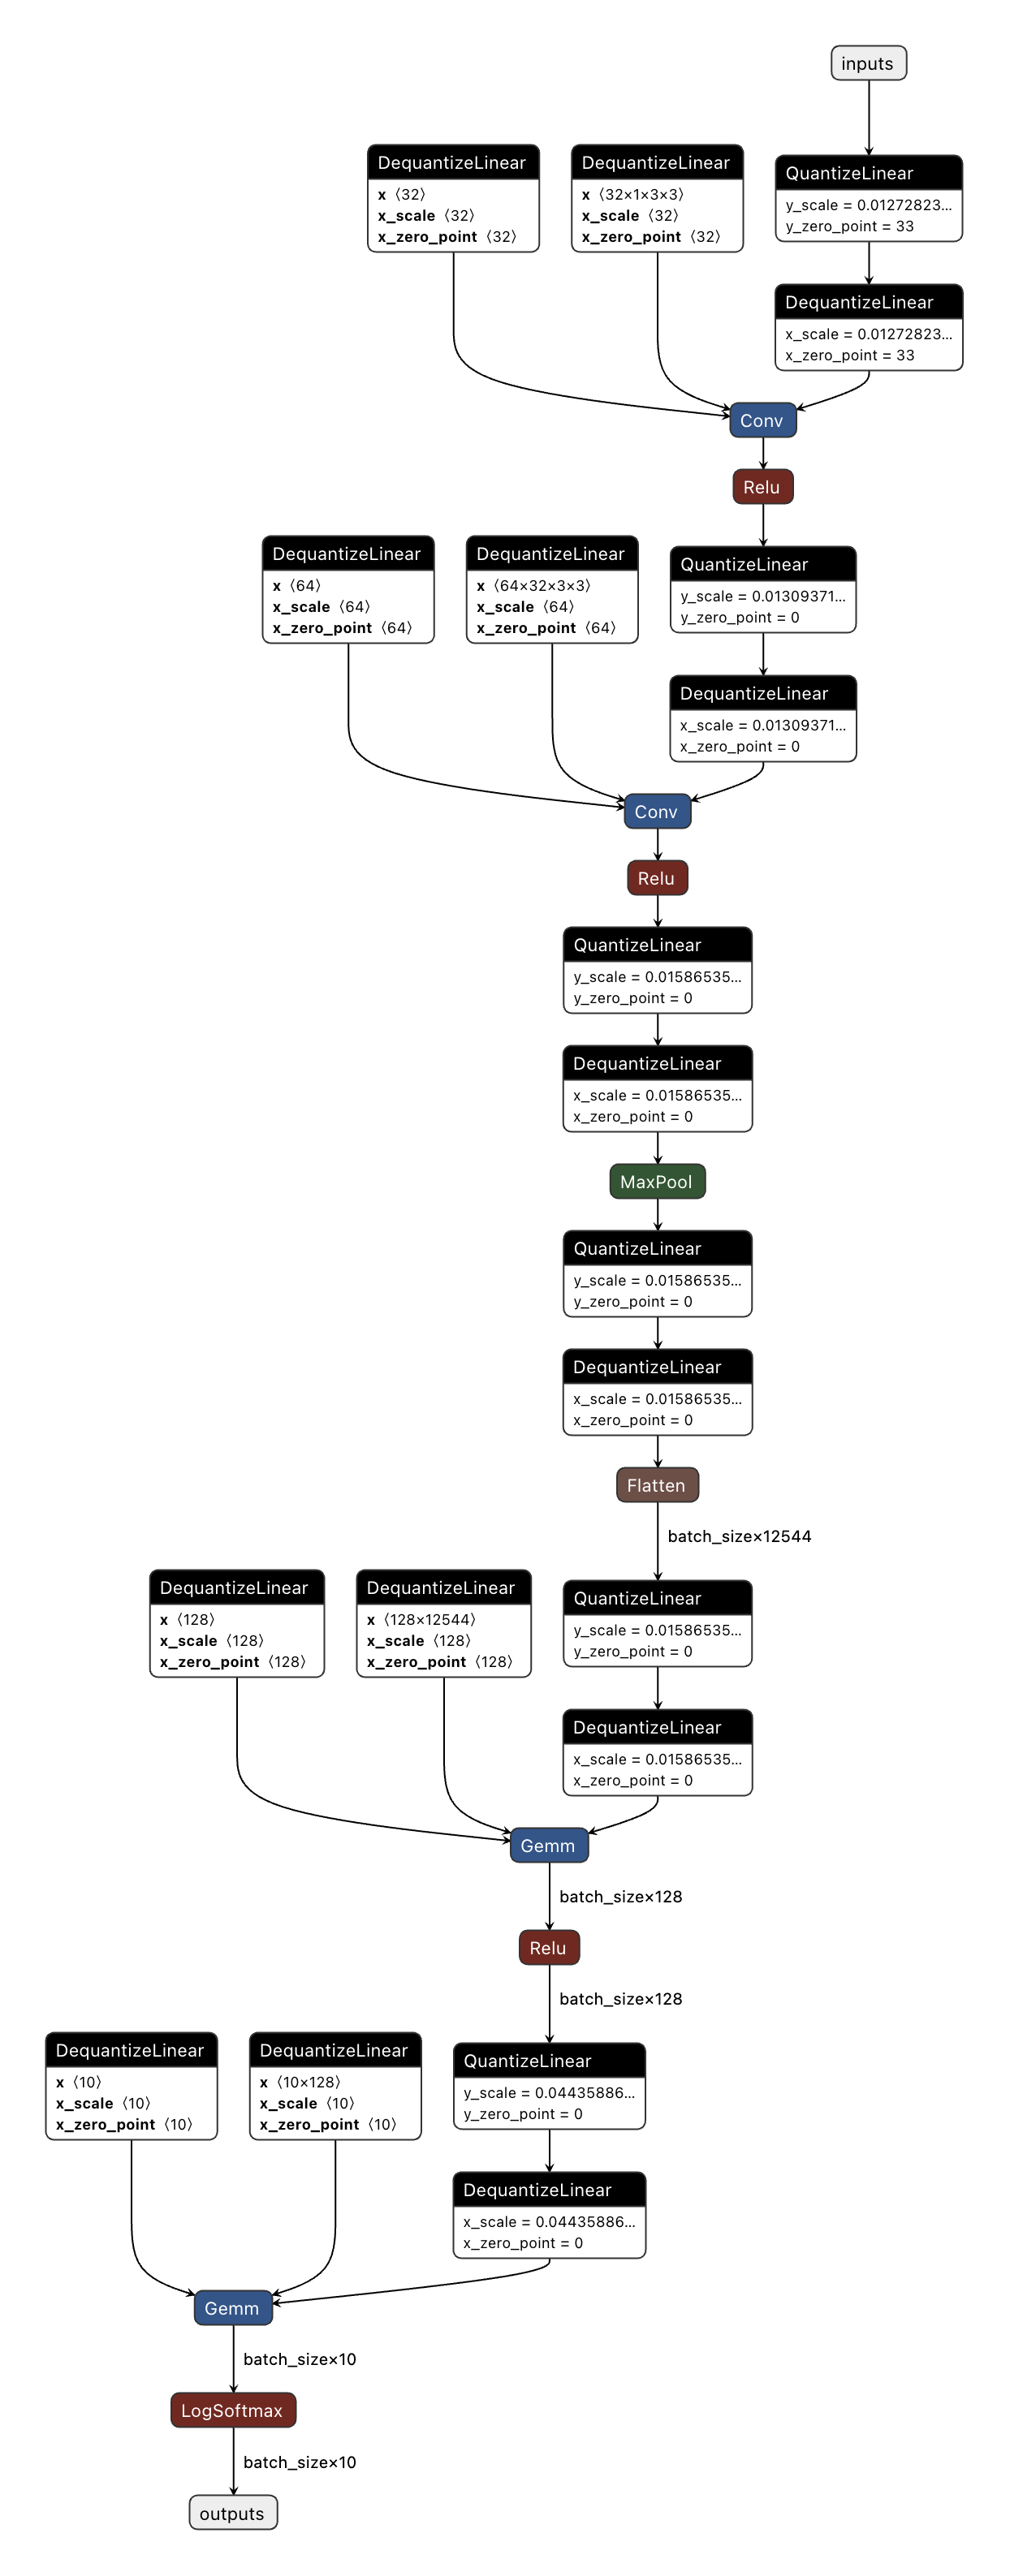 inputs
DequantizeLinear
x ⟨32⟩
x_scale ⟨32⟩
x_zero_point ⟨32⟩
DequantizeLinear
x ⟨32×1×3×3⟩
x_scale ⟨32⟩
x_zero_point ⟨32⟩
QuantizeLinear
y_scale = 0.01272823…
y_zero_point = 33
DequantizeLinear
x_scale = 0.01272823…
x_zero_point = 33
Conv
Relu
DequantizeLinear
x ⟨64⟩
x_scale ⟨64⟩
x_zero_point ⟨64⟩
DequantizeLinear
x ⟨64×32×3×3⟩
x_scale ⟨64⟩
x_zero_point ⟨64⟩
QuantizeLinear
y_scale = 0.01309371…
y_zero_point = 0
DequantizeLinear
x_scale = 0.01309371…
x_zero_point = 0
Conv
Relu
QuantizeLinear
y_scale = 0.01586535…
y_zero_point = 0
DequantizeLinear
x_scale = 0.01586535…
x_zero_point = 0
MaxPool
QuantizeLinear
y_scale = 0.01586535…
y_zero_point = 0
DequantizeLinear
x_scale = 0.01586535…
x_zero_point = 0
Flatten
batch_size×12544
DequantizeLinear
x ⟨128⟩
x_scale ⟨128⟩
x_zero_point ⟨128⟩
DequantizeLinear
x ⟨128×12544⟩
x_scale ⟨128⟩
x_zero_point ⟨128⟩
QuantizeLinear
y_scale = 0.01586535…
y_zero_point = 0
DequantizeLinear
x_scale = 0.01586535…
x_zero_point = 0
Gemm
batch_size×128
Relu
batch_size×128
DequantizeLinear
x ⟨10⟩
x_scale ⟨10⟩
x_zero_point ⟨10⟩
DequantizeLinear
x ⟨10×128⟩
x_scale ⟨10⟩
x_zero_point ⟨10⟩
QuantizeLinear
y_scale = 0.04435886…
y_zero_point = 0
DequantizeLinear
x_scale = 0.04435886…
x_zero_point = 0
Gemm
batch_size×10
LogSoftmax
batch_size×10
outputs